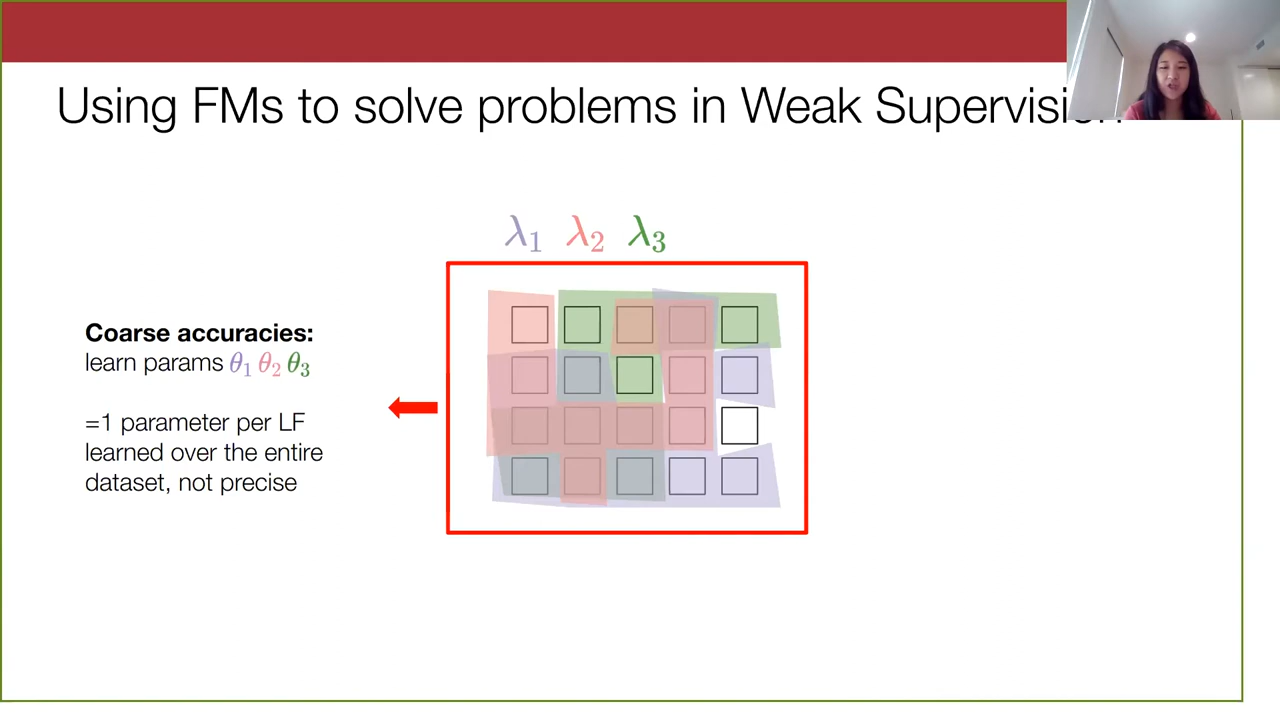 Using FMs to solve problems in Weak Supervision
λ1 λ2 λ3
Coarse accuracies:
learn params θ1 θ2 θ3
=1 parameter per LF
learned over the entire
dataset, not precise